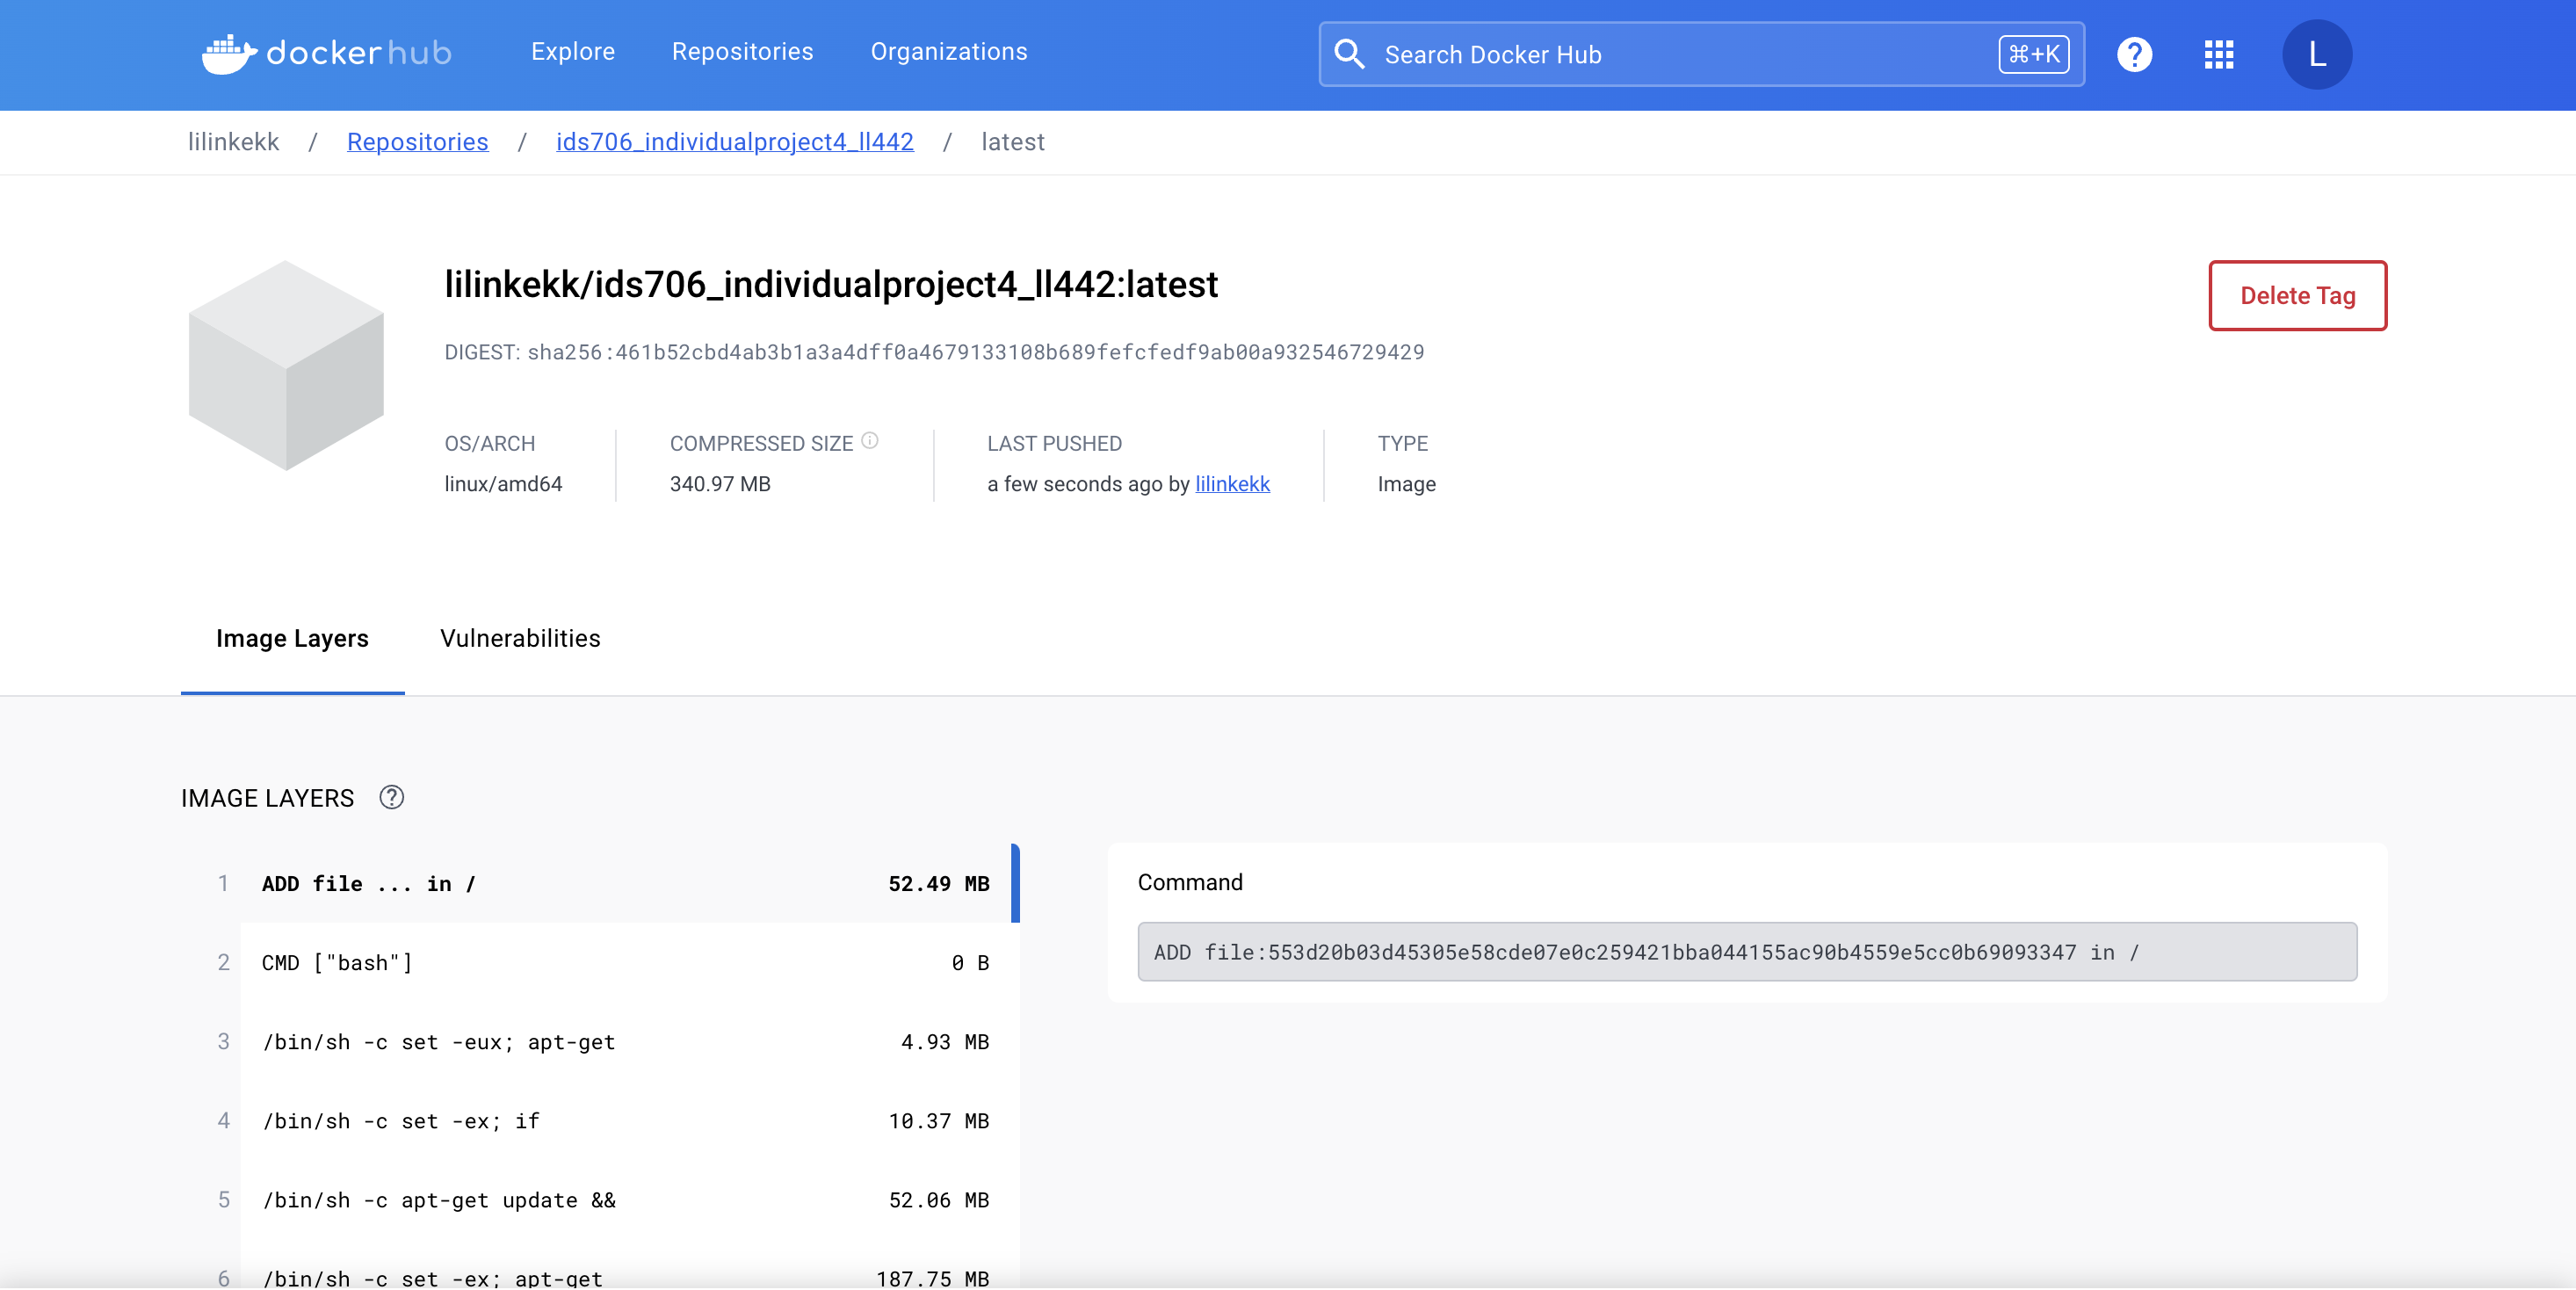 dockerhub Explore Repositories Organizations Search Docker Hub ⌘+K ? L
lilinkekk / Repositories / ids706_individualproject4_ll442 / latest
lilinkekk/ids706_individualproject4_ll442:latest
Delete Tag
DIGEST: sha256:461b52cbd4ab3b1a3a4dff0a4679133108b689fefcfedf9ab00a932546729429
OS/ARCH COMPRESSED SIZE LAST PUSHED TYPE
linux/amd64 340.97 MB a few seconds ago by lilinkekk Image
Image Layers Vulnerabilities
IMAGE LAYERS ?
1 ADD file ... in / 52.49 MB
2 CMD ["bash"] 0 B
3 /bin/sh -c set -eux; apt-get 4.93 MB
4 /bin/sh -c set -ex; if 10.37 MB
5 /bin/sh -c apt-get update && 52.06 MB
6 /bin/sh -c set -ex; apt-get 187.75 MB
Command
ADD file:553d20b03d45305e58cde07e0c259421bba044155ac90b4559e5cc0b69093347 in /